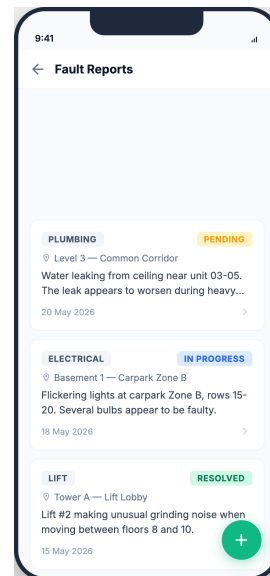 9:41
Fault Reports
PLUMBING PENDING
Level 3 — Common Corridor
Water leaking from ceiling near unit 03-05.
The leak appears to worsen during heavy...
20 May 2026
ELECTRICAL IN PROGRESS
Basement 1 — Carpark Zone B
Flickering lights at carpark Zone B, rows 15-
20. Several bulbs appear to be faulty.
18 May 2026
LIFT RESOLVED
Tower A — Lift Lobby
Lift #2 making unusual grinding noise when
moving between floors 8 and 10.
15 May 2026